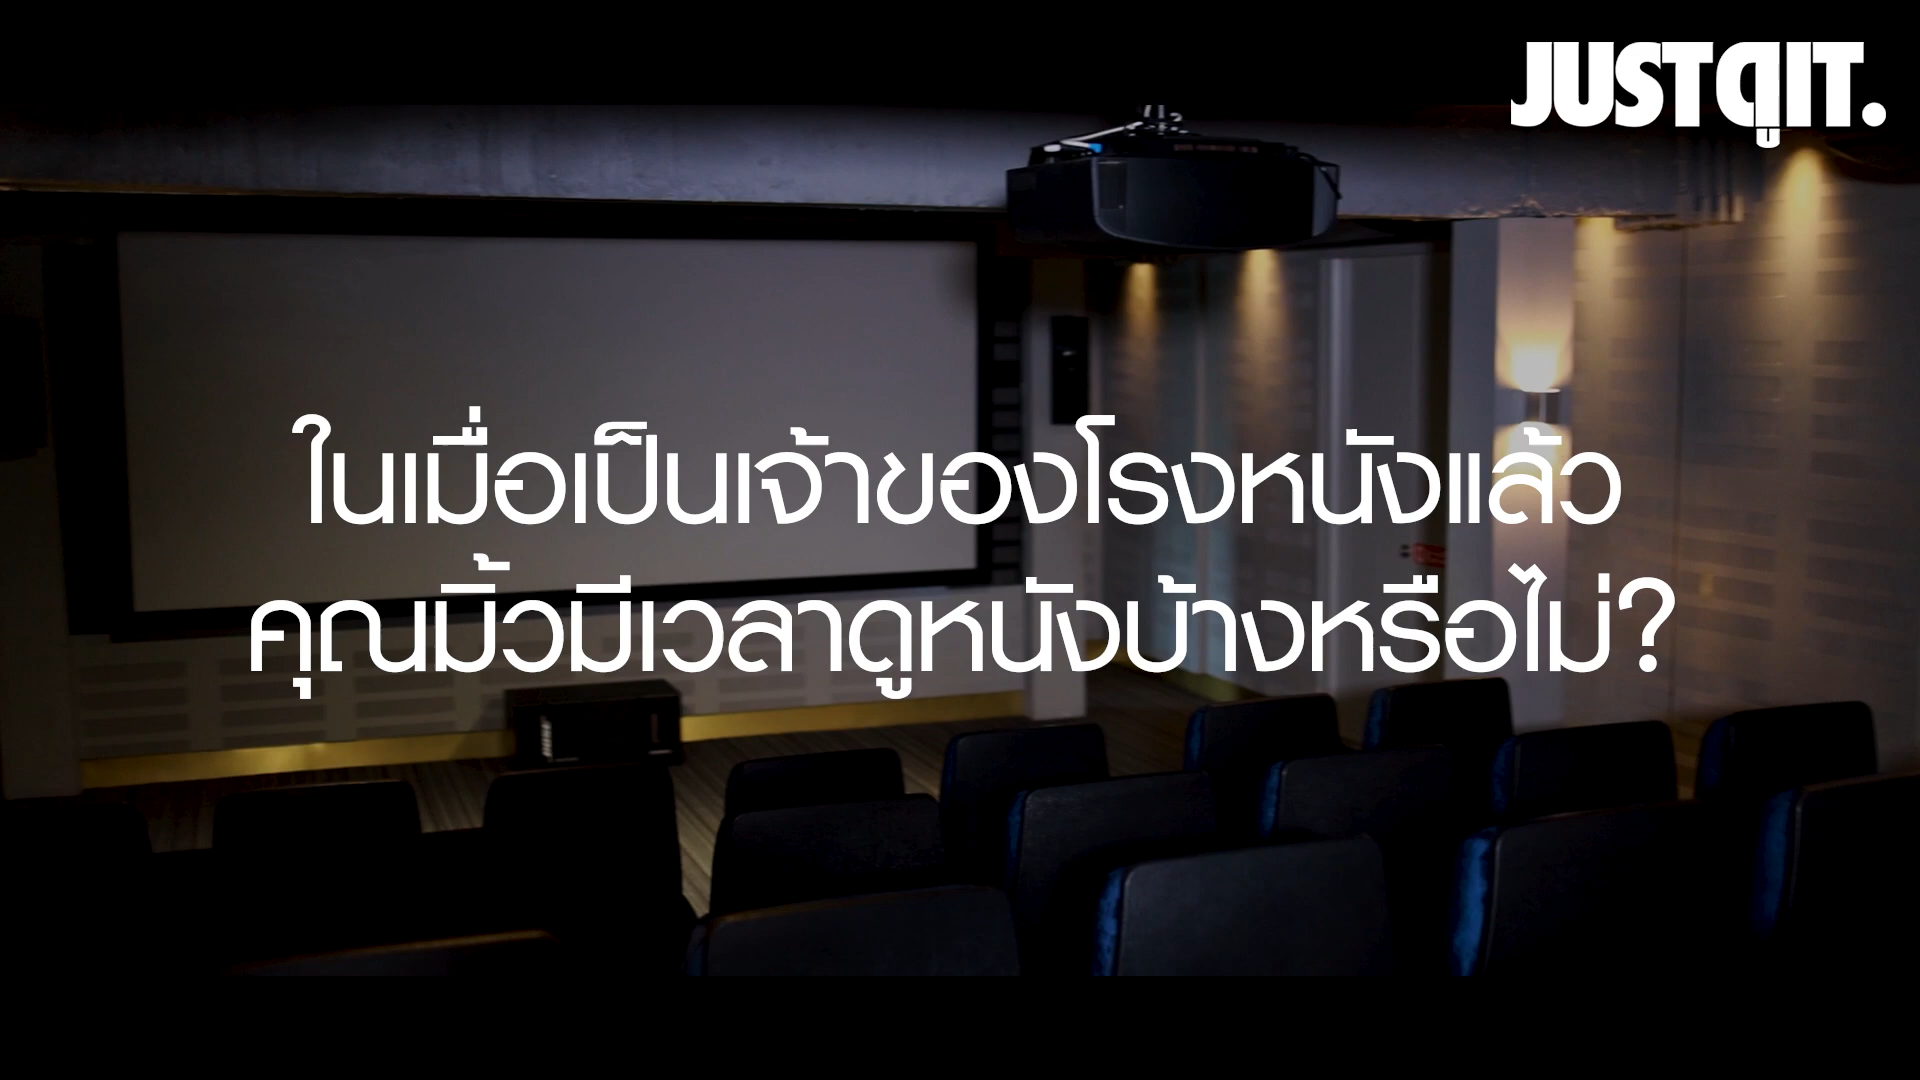 JUSTดูIT.
ในเมื่อเป็นเจ้าของโรงหนังแล้ว
คุณมิ้วมีเวลาดูหนังบ้างหรือไม่?